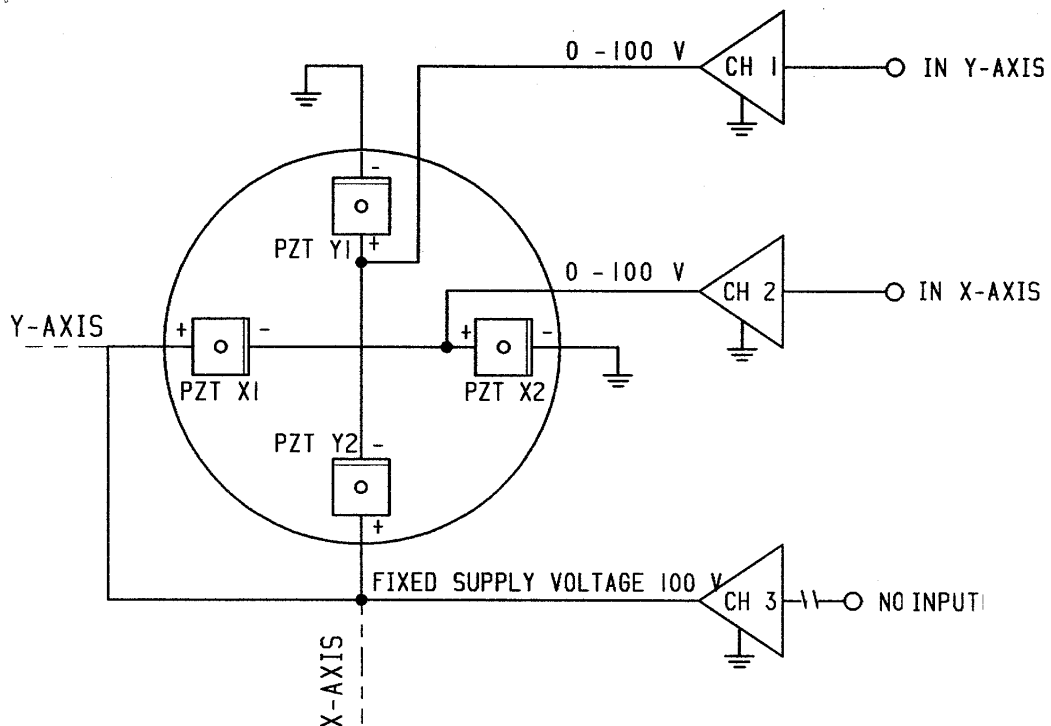 0 -100 V
CH 1
IN Y-AXIS
-
PZT Y1
+
0 -100 V
CH 2
IN X-AXIS
Y-AXIS
+
-
+
-
PZT X1
PZT X2
PZT Y2
-
+
FIXED SUPPLY VOLTAGE 100 V
CH 3
NO INPUT
X-AXIS